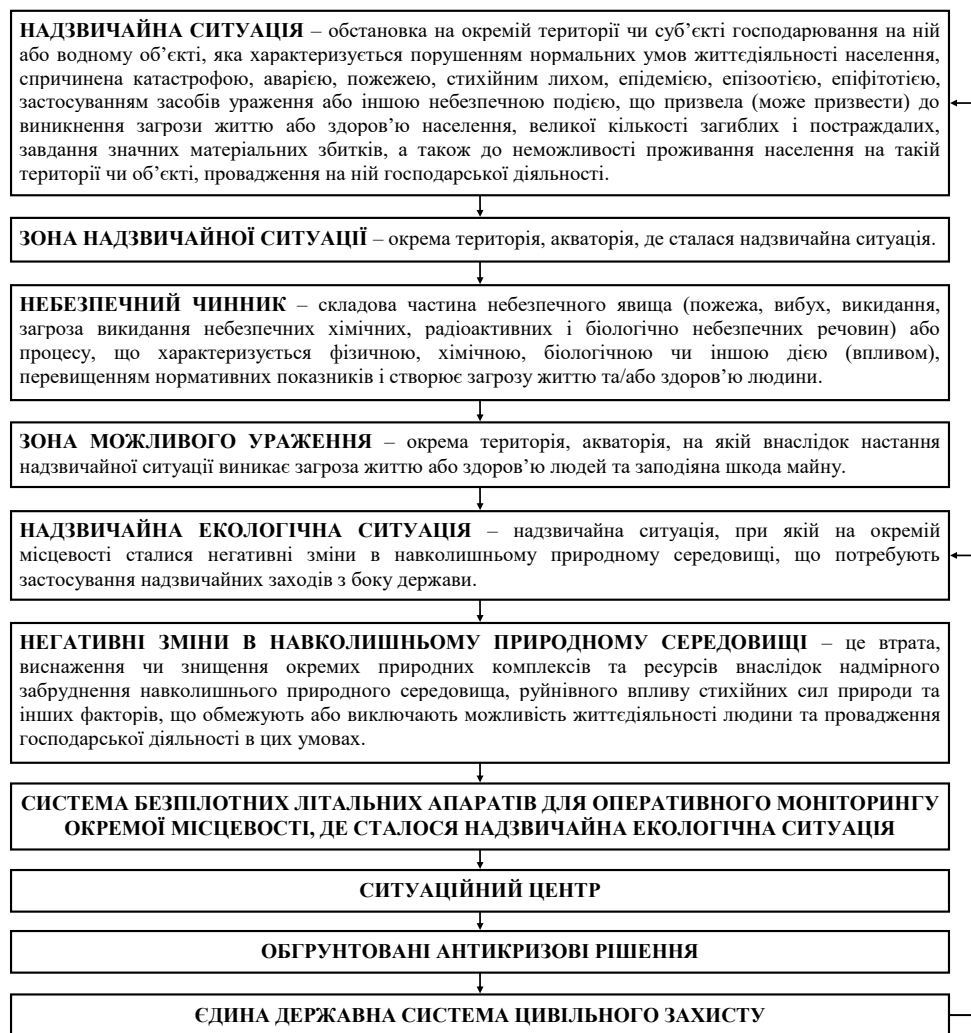 НАДЗВИЧАЙНА СИТУАЦІЯ – обстановка на окремій території чи суб’єкті господарювання на ній
або водному об’єкті, яка характеризується порушенням нормальних умов життєдіяльності населення,
спричинена катастрофою, аварією, пожежею, стихійним лихом, епідемією, епізоотією, епіфітотією,
застосуванням засобів ураження або іншою небезпечною подією, що призвела (може призвести) до
виникнення загрози життю або здоров’ю населення, великої кількості загиблих і постраждалих,
завдання значних матеріальних збитків, а також до неможливості проживання населення на такій
території чи об’єкті, провадження на ній господарської діяльності.
ЗОНА НАДЗВИЧАЙНОЇ СИТУАЦІЇ – окрема територія, акваторія, де сталася надзвичайна ситуація.
НЕБЕЗПЕЧНИЙ ЧИННИК – складова частина небезпечного явища (пожежа, вибух, викидання,
загроза викидання небезпечних хімічних, радіоактивних і біологічно небезпечних речовин) або
процесу, що характеризується фізичною, хімічною, біологічною чи іншою дією (впливом),
перевищенням нормативних показників і створює загрозу життю та/або здоров’ю людини.
ЗОНА МОЖЛИВОГО УРАЖЕННЯ – окрема територія, акваторія, на якій внаслідок настання
надзвичайної ситуації виникає загроза життю або здоров’ю людей та заподіяна шкода майну.
НАДЗВИЧАЙНА ЕКОЛОГІЧНА СИТУАЦІЯ – надзвичайна ситуація, при якій на окремій
місцевості сталися негативні зміни в навколишньому природному середовищі, що потребують
застосування надзвичайних заходів з боку держави.
НЕГАТИВНІ ЗМІНИ В НАВКОЛИШНЬОМУ ПРИРОДНОМУ СЕРЕДОВИЩІ – це втрата,
виснаження чи знищення окремих природних комплексів та ресурсів внаслідок надмірного
забруднення навколишнього природного середовища, руйнівного впливу стихійних сил природи та
інших факторів, що обмежують або виключають можливість життєдіяльності людини та провадження
господарської діяльності в цих умовах.
СИСТЕМА БЕЗПІЛОТНИХ ЛІТАЛЬНИХ АПАРАТІВ ДЛЯ ОПЕРАТИВНОГО МОНІТОРИНГУ
ОКРЕМОЇ МІСЦЕВОСТІ, ДЕ СТАЛОСЯ НАДЗВИЧАЙНА ЕКОЛОГІЧНА СИТУАЦІЯ
СИТУАЦІЙНИЙ ЦЕНТР
ОБГРУНТОВАНІ АНТИКРИЗОВІ РІШЕННЯ
ЄДИНА ДЕРЖАВНА СИСТЕМА ЦИВІЛЬНОГО ЗАХИСТУ